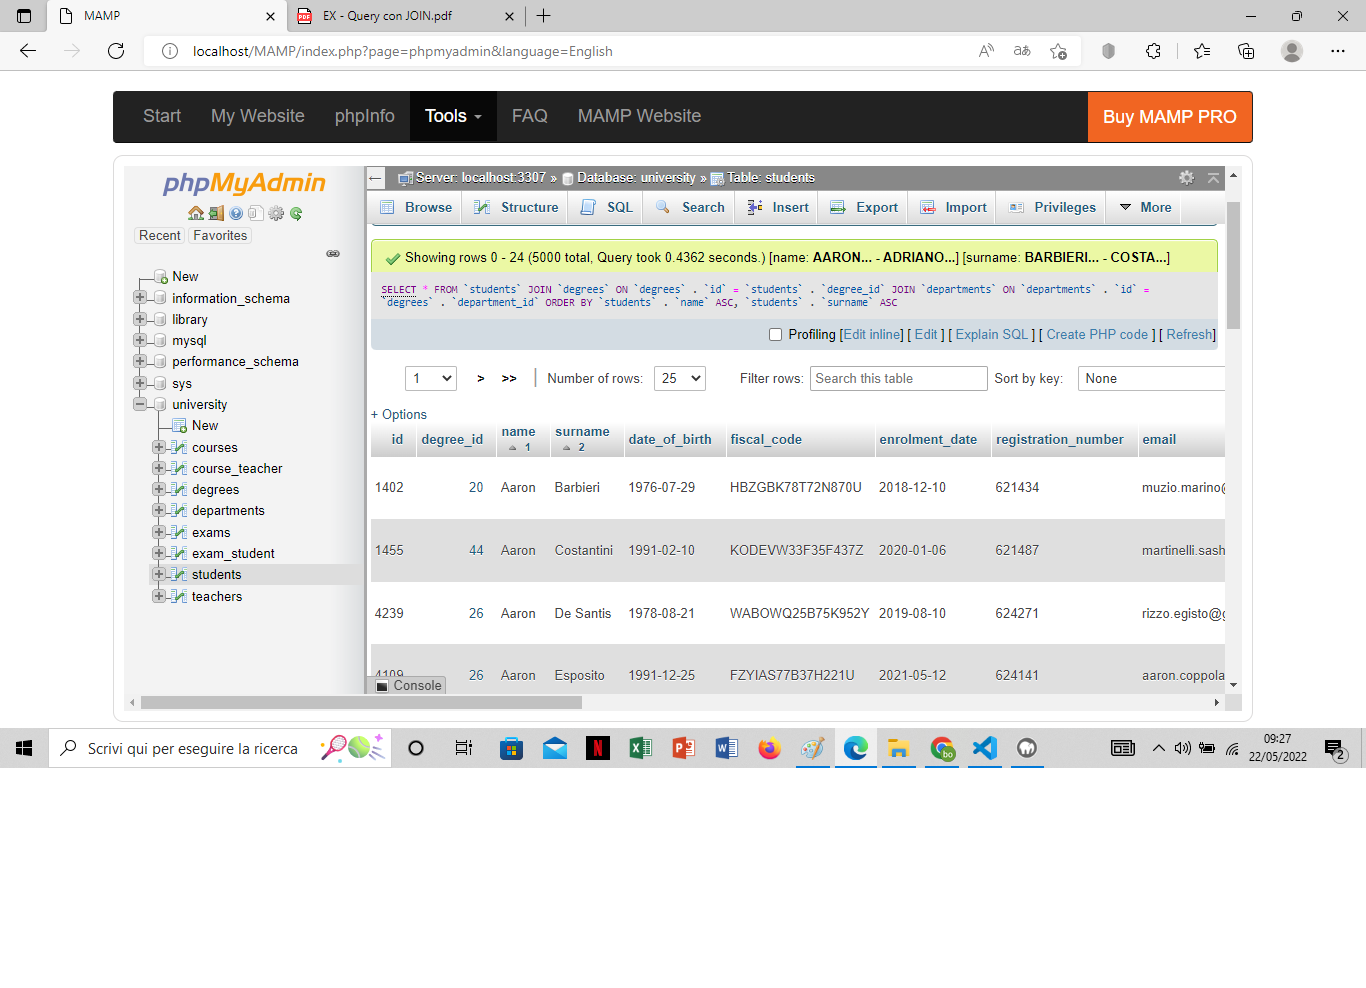 MAMP
EX - Query con JOIN.pdf
localhost/MAMP/index.php?page=phpmyadmin&language=English
Start
My Website
phpInfo
Tools
FAQ
MAMP Website
Buy MAMP PRO
phpMyAdmin
Recent
Favorites
New
information_schema
library
mysql
performance_schema
sys
university
New
courses
course_teacher
degrees
departments
exams
exam_student
students
teachers
Server: localhost:3307 » Database: university » Table: students
Browse
Structure
SQL
Search
Insert
Export
Import
Privileges
More
Showing rows 0 - 24 (5000 total, Query took 0.4362 seconds.) [name: AARON... - ADRIANO...] [surname: BARBIERI... - COSTA...]
SELECT * FROM `students` JOIN `degrees` ON `degrees` . `id` = `students` . `degree_id` JOIN `departments` ON `departments` . `id` =
`degrees` . `department_id` ORDER BY `students` . `name` ASC, `students` . `surname` ASC
Profiling [Edit inline] [ Edit ] [ Explain SQL ] [ Create PHP code ] [ Refresh]
1 > >> | Number of rows: 25 Filter rows: Search this table Sort by key: None
+ Options
id degree_id name 1 surname 2 date_of_birth fiscal_code enrolment_date registration_number email
1402 20 Aaron Barbieri 1976-07-29 HBZGBK78T72N870U 2018-12-10 621434 muzio.marino@
1455 44 Aaron Costantini 1991-02-10 KODEVW33F35F437Z 2020-01-06 621487 martinelli.sash
4239 26 Aaron De Santis 1978-08-21 WABOWQ25B75K952Y 2019-08-10 624271 rizzo.egisto@g
4109 26 Aaron Esposito 1991-12-25 FZYIAS77B37H221U 2021-05-12 624141 aaron.coppola
Console
Scrivi qui per eseguire la ricerca
09:27
22/05/2022
2